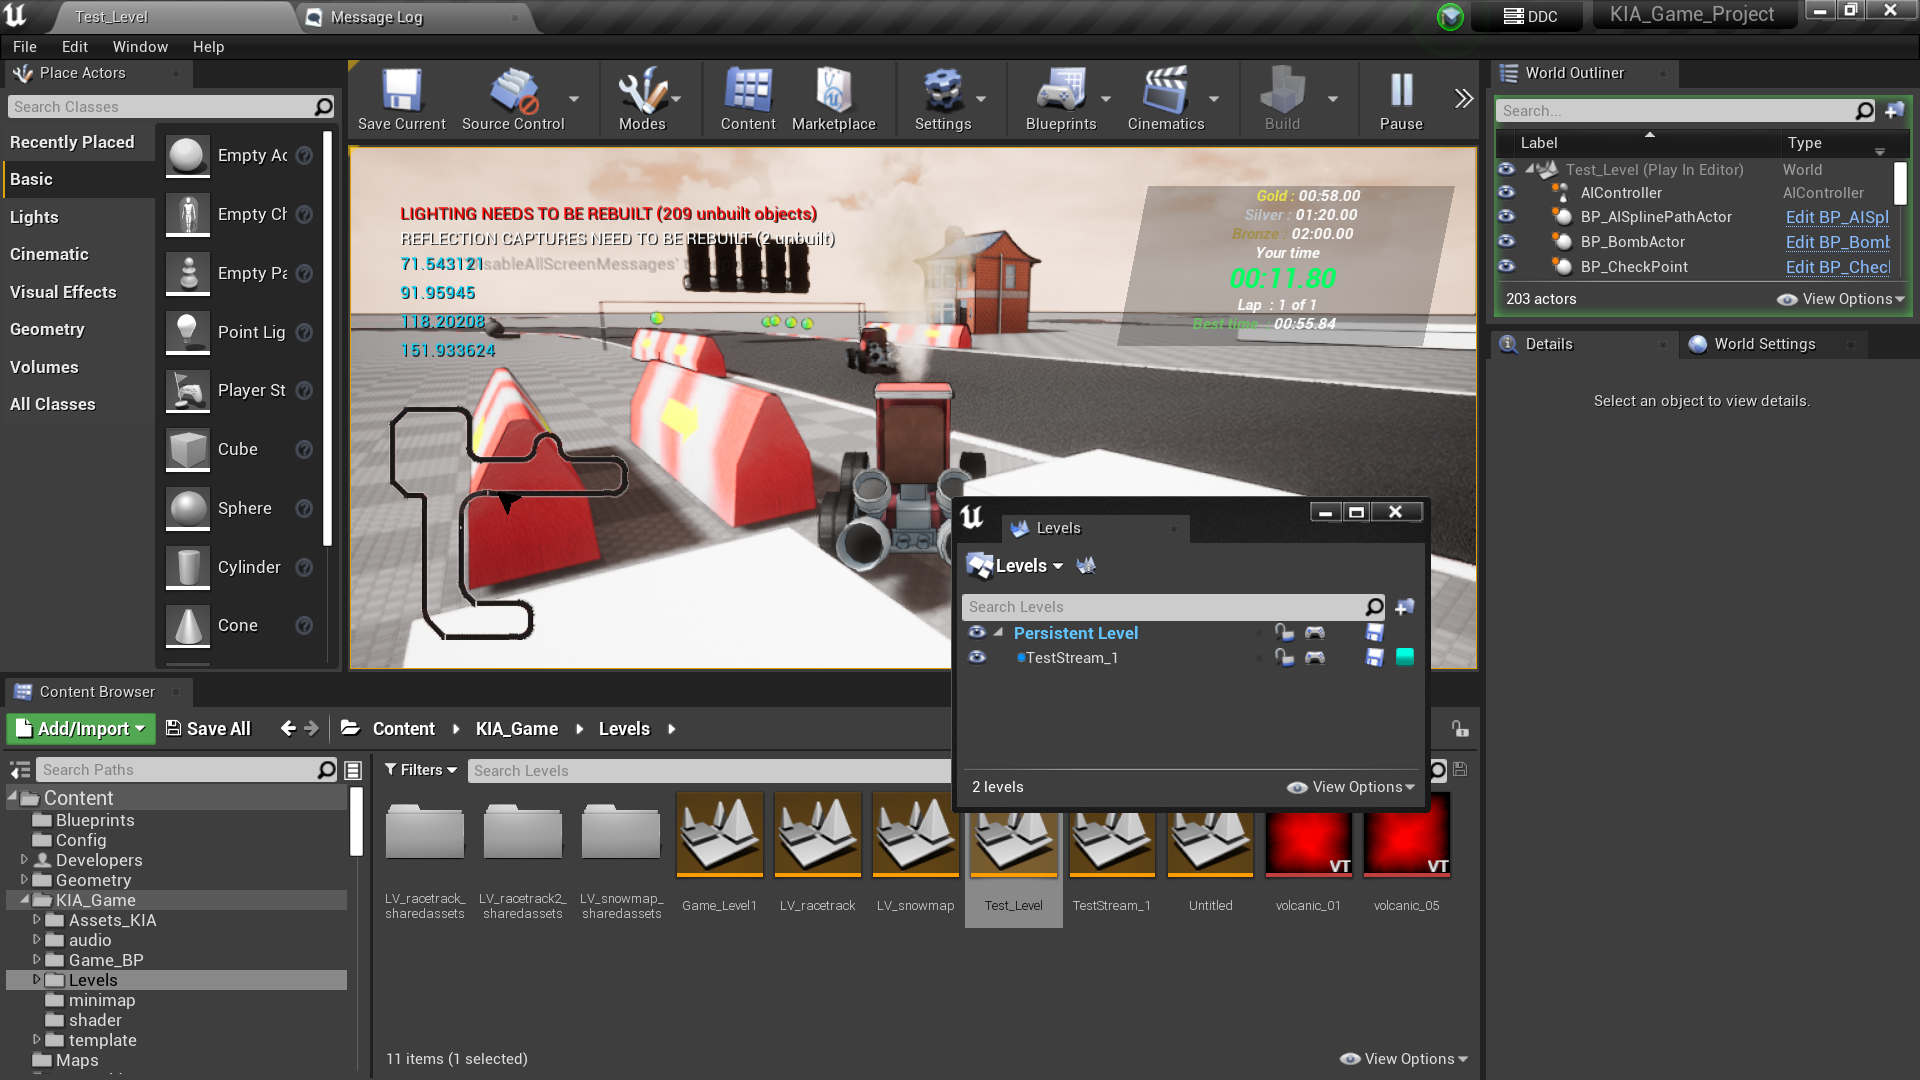 Test_Level
Message Log
DDC
KIA_Game_Project
File
Edit
Window
Help
Place Actors
Search Classes
Recently Placed
Basic
Lights
Cinematic
Visual Effects
Geometry
Volumes
All Classes
Empty Ac
Empty Ch
Empty Pa
Point Lig
Player St
Cube
Sphere
Cylinder
Cone
Save Current
Source Control
Modes
Content
Marketplace
Settings
Blueprints
Cinematics
Build
Pause
LIGHTING NEEDS TO BE REBUILT (209 unbuilt objects)
REFLECTION CAPTURES NEED TO BE REBUILT (2 unbuilt)
71.543121
sableAllScreenMessages'
91.95945
118.20208
151.933624
Gold : 00:58.00
Silver : 01:20.00
Bronze : 02:00.00
Your time
00:11.80
Lap : 1 of 1
Best time : 00:55.84
World Outliner
Search...
Label
Type
Test_Level (Play In Editor)
World
AIController
AIController
BP_AISplinePathActor
Edit BP_AISpl
BP_BombActor
Edit BP_Bomb
BP_CheckPoint
Edit BP_Checl
203 actors
View Options
Details
World Settings
Select an object to view details.
Levels
Levels
Search Levels
Persistent Level
TestStream_1
2 levels
View Options
Content Browser
Add/Import
Save All
Content
KIA_Game
Levels
Search Paths
Filters
Search Levels
Content
Blueprints
Config
Developers
Geometry
KIA_Game
Assets_KIA
audio
Game_BP
Levels
minimap
shader
template
Maps
LV_racetrack_
sharedassets
LV_racetrack2_
sharedassets
LV_snowmap_
sharedassets
Game_Level1
LV_racetrack
LV_snowmap
Test_Level
TestStream_1
Untitled
VT
volcanic_01
VT
volcanic_05
11 items (1 selected)
View Options